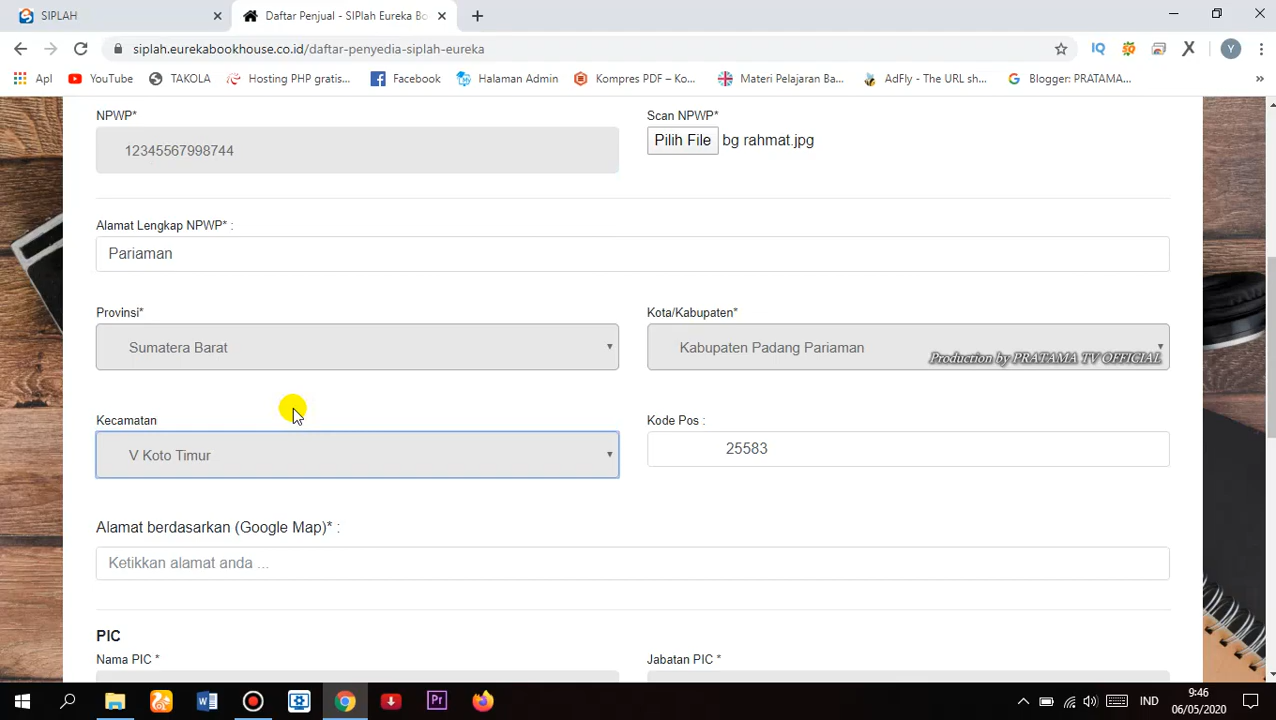 SIPLAH
Daftar Penjual - SIPlah Eureka Bo
siplah.eurekabookhouse.co.id/daftar-penyedia-siplah-eureka
Y
Apl
YouTube
TAKOLA
Hosting PHP gratis...
Facebook
Halaman Admin
Kompres PDF – Ko...
Materi Pelajaran Ba...
AdFly - The URL sh...
Blogger: PRATAMA...
NPWP*
Scan NPWP*
12345567998744
Pilih File bg rahmat.jpg
Alamat Lengkap NPWP* :
Pariaman
Provinsi*
Kota/Kabupaten*
Sumatera Barat
Kabupaten Padang Pariaman
Production by PRATAMA TV OFFICIAL
Kecamatan
Kode Pos :
V Koto Timur
25583
Alamat berdasarkan (Google Map)* :
Ketikkan alamat anda ...
PIC
Nama PIC *
Jabatan PIC *
IND
9:46
06/05/2020